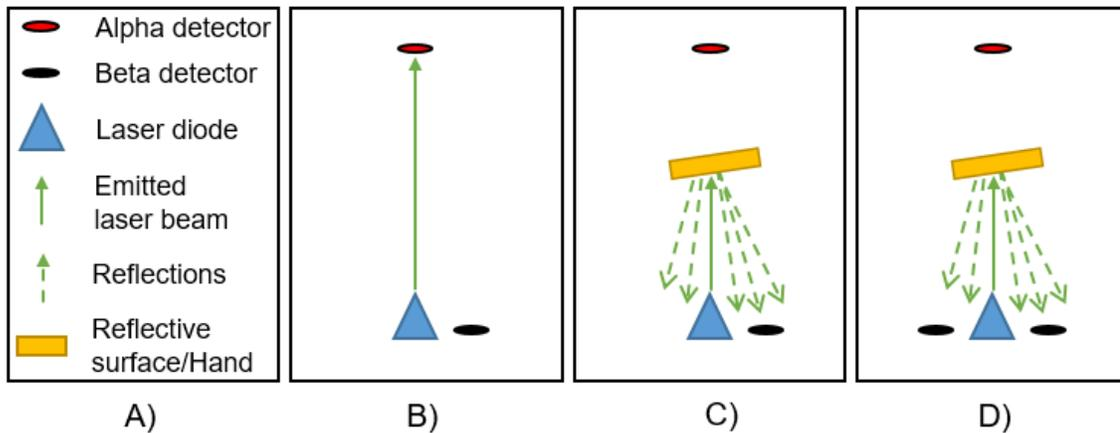 Alpha detector
Beta detector
Laser diode
Emitted
laser beam
Reflections
Reflective
surface/Hand
A)
B)
C)
D)